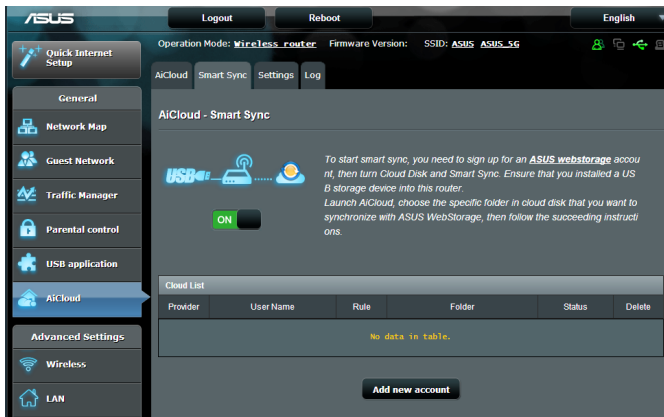 ASUS
Logout
Reboot
English
Quick Internet
Setup
Operation Mode: Wireless router Firmware Version: SSID: ASUS ASUS_5G
AiCloud Smart Sync Settings Log
General
Network Map
Guest Network
Traffic Manager
Parental control
USB application
AiCloud
Advanced Settings
Wireless
LAN
AiCloud - Smart Sync
USB
ON
To start smart sync, you need to sign up for an ASUS webstorage accou
nt, then turn Cloud Disk and Smart Sync. Ensure that you installed a US
B storage device into this router.
Launch AiCloud, choose the specific folder in cloud disk that you want to
synchronize with ASUS WebStorage, then follow the succeeding instructi
ons.
Cloud List
Provider User Name Rule Folder Status Delete
No data in table.
Add new account